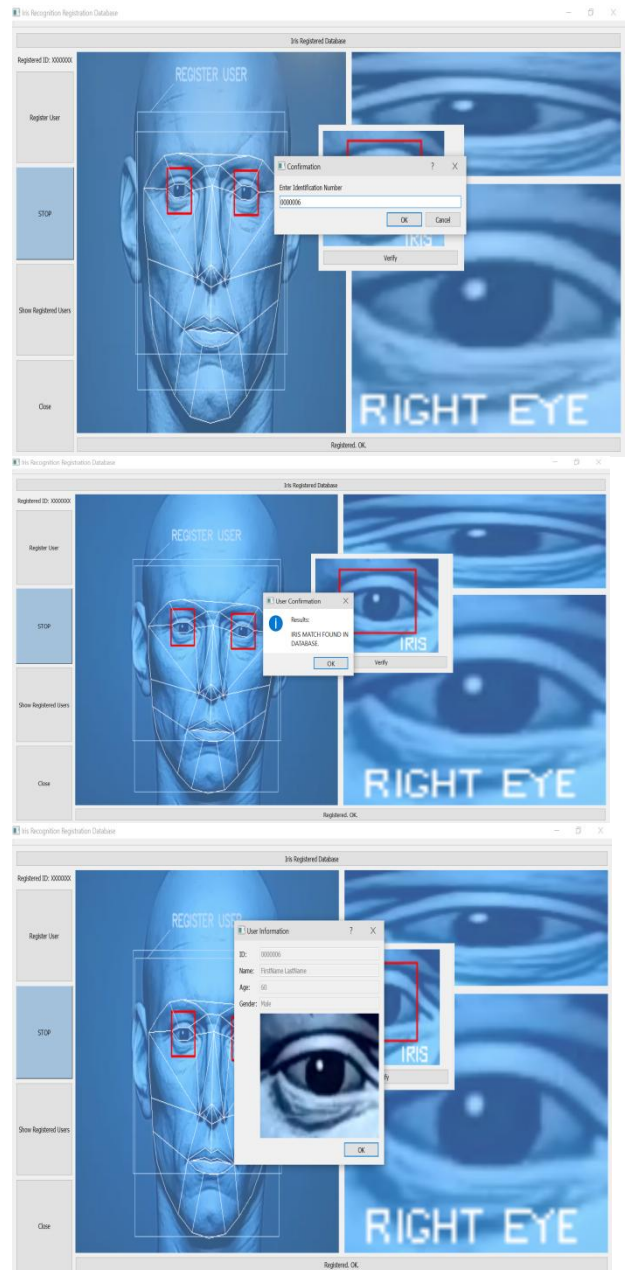 Iris Recognition Registration Database
Iris Registered Database
Registered ID: XXXXXXX
REGISTER USER
Register User
Confirmation ? X
Enter Identification Number
0000006
STOP
OK Cancel
IRIS
Verify
Show Registered Users
Close
RIGHT EYE
Registered. OK.
Iris Recognition Registration Database
Iris Registered Database
Registered ID: XXXXXXX
REGISTER USER
Register User
User Confirmation X
Results:
IRIS MATCH FOUND IN
DATABASE.
STOP
IRIS
OK
Verify
Show Registered Users
RIGHT EYE
Close
Registered. OK.
Iris Recognition Registration Database
Iris Registered Database
Registered ID: XXXXXXX
REGISTER USE
Register User
User Information ? X
ID: 0000006
Name: FirstName LastName
Age: 60
Gender: Male
STOP
IRIS
Show Registered Users
OK
RIGHT EYE
Close
Registered. OK.